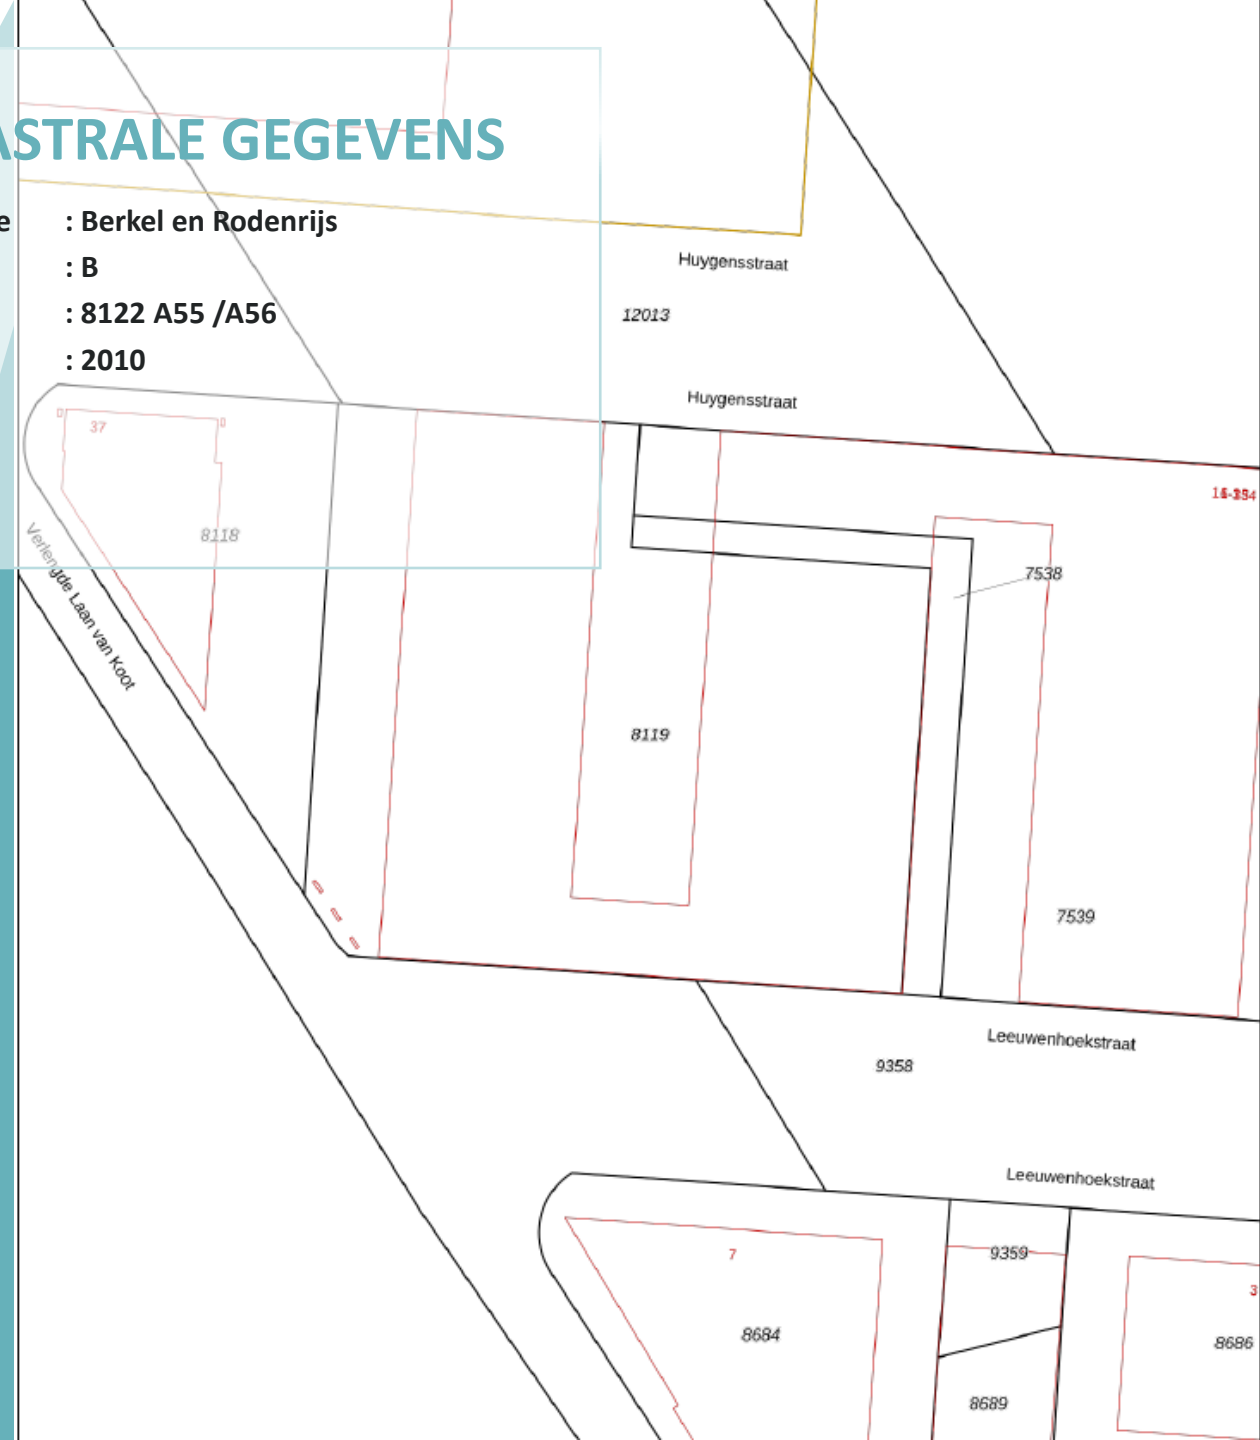 ASTRALE GEGEVENS
e : Berkel en Rodenrijs
: B
: 8122 A55 /A56
: 2010
Huygensstraat
12013
Huygensstraat
37
8118
Verlengde Laan van Koot
7538
8119
7539
Leeuwenhoekstraat
9358
Leeuwenhoekstraat
7
9359
3
8684
8686
8689